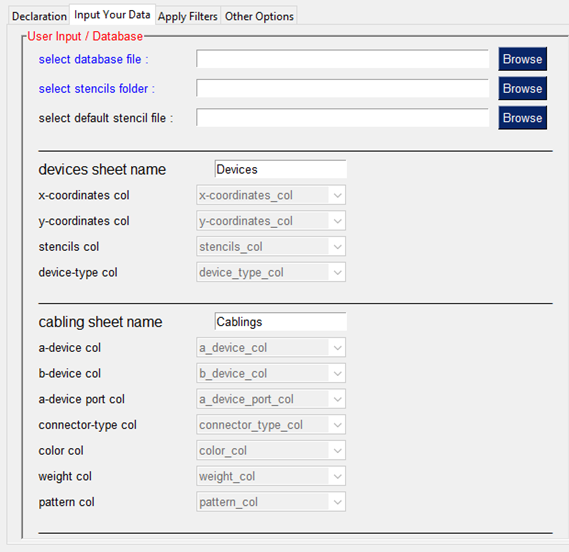 Declaration Input Your Data Apply Filters Other Options
User Input / Database
select database file : Browse
select stencils folder : Browse
select default stencil file : Browse
devices sheet name Devices
x-coordinates col x-coordinates_col
y-coordinates col y-coordinates_col
stencils col stencils_col
device-type col device_type_col
cabling sheet name Cablings
a-device col a_device_col
b-device col b_device_col
a-device port col a_device_port_col
connector-type col connector_type_col
color col color_col
weight col weight_col
pattern col pattern_col